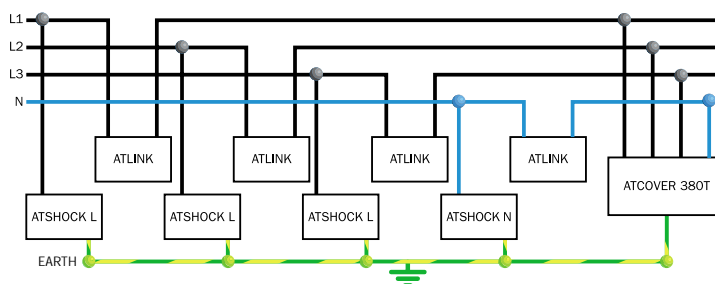 L1
L2
L3
N
ATLINK
ATLINK
ATLINK
ATLINK
ATCOVER 380T
ATSHOCK L
ATSHOCK L
ATSHOCK L
ATSHOCK N
EARTH